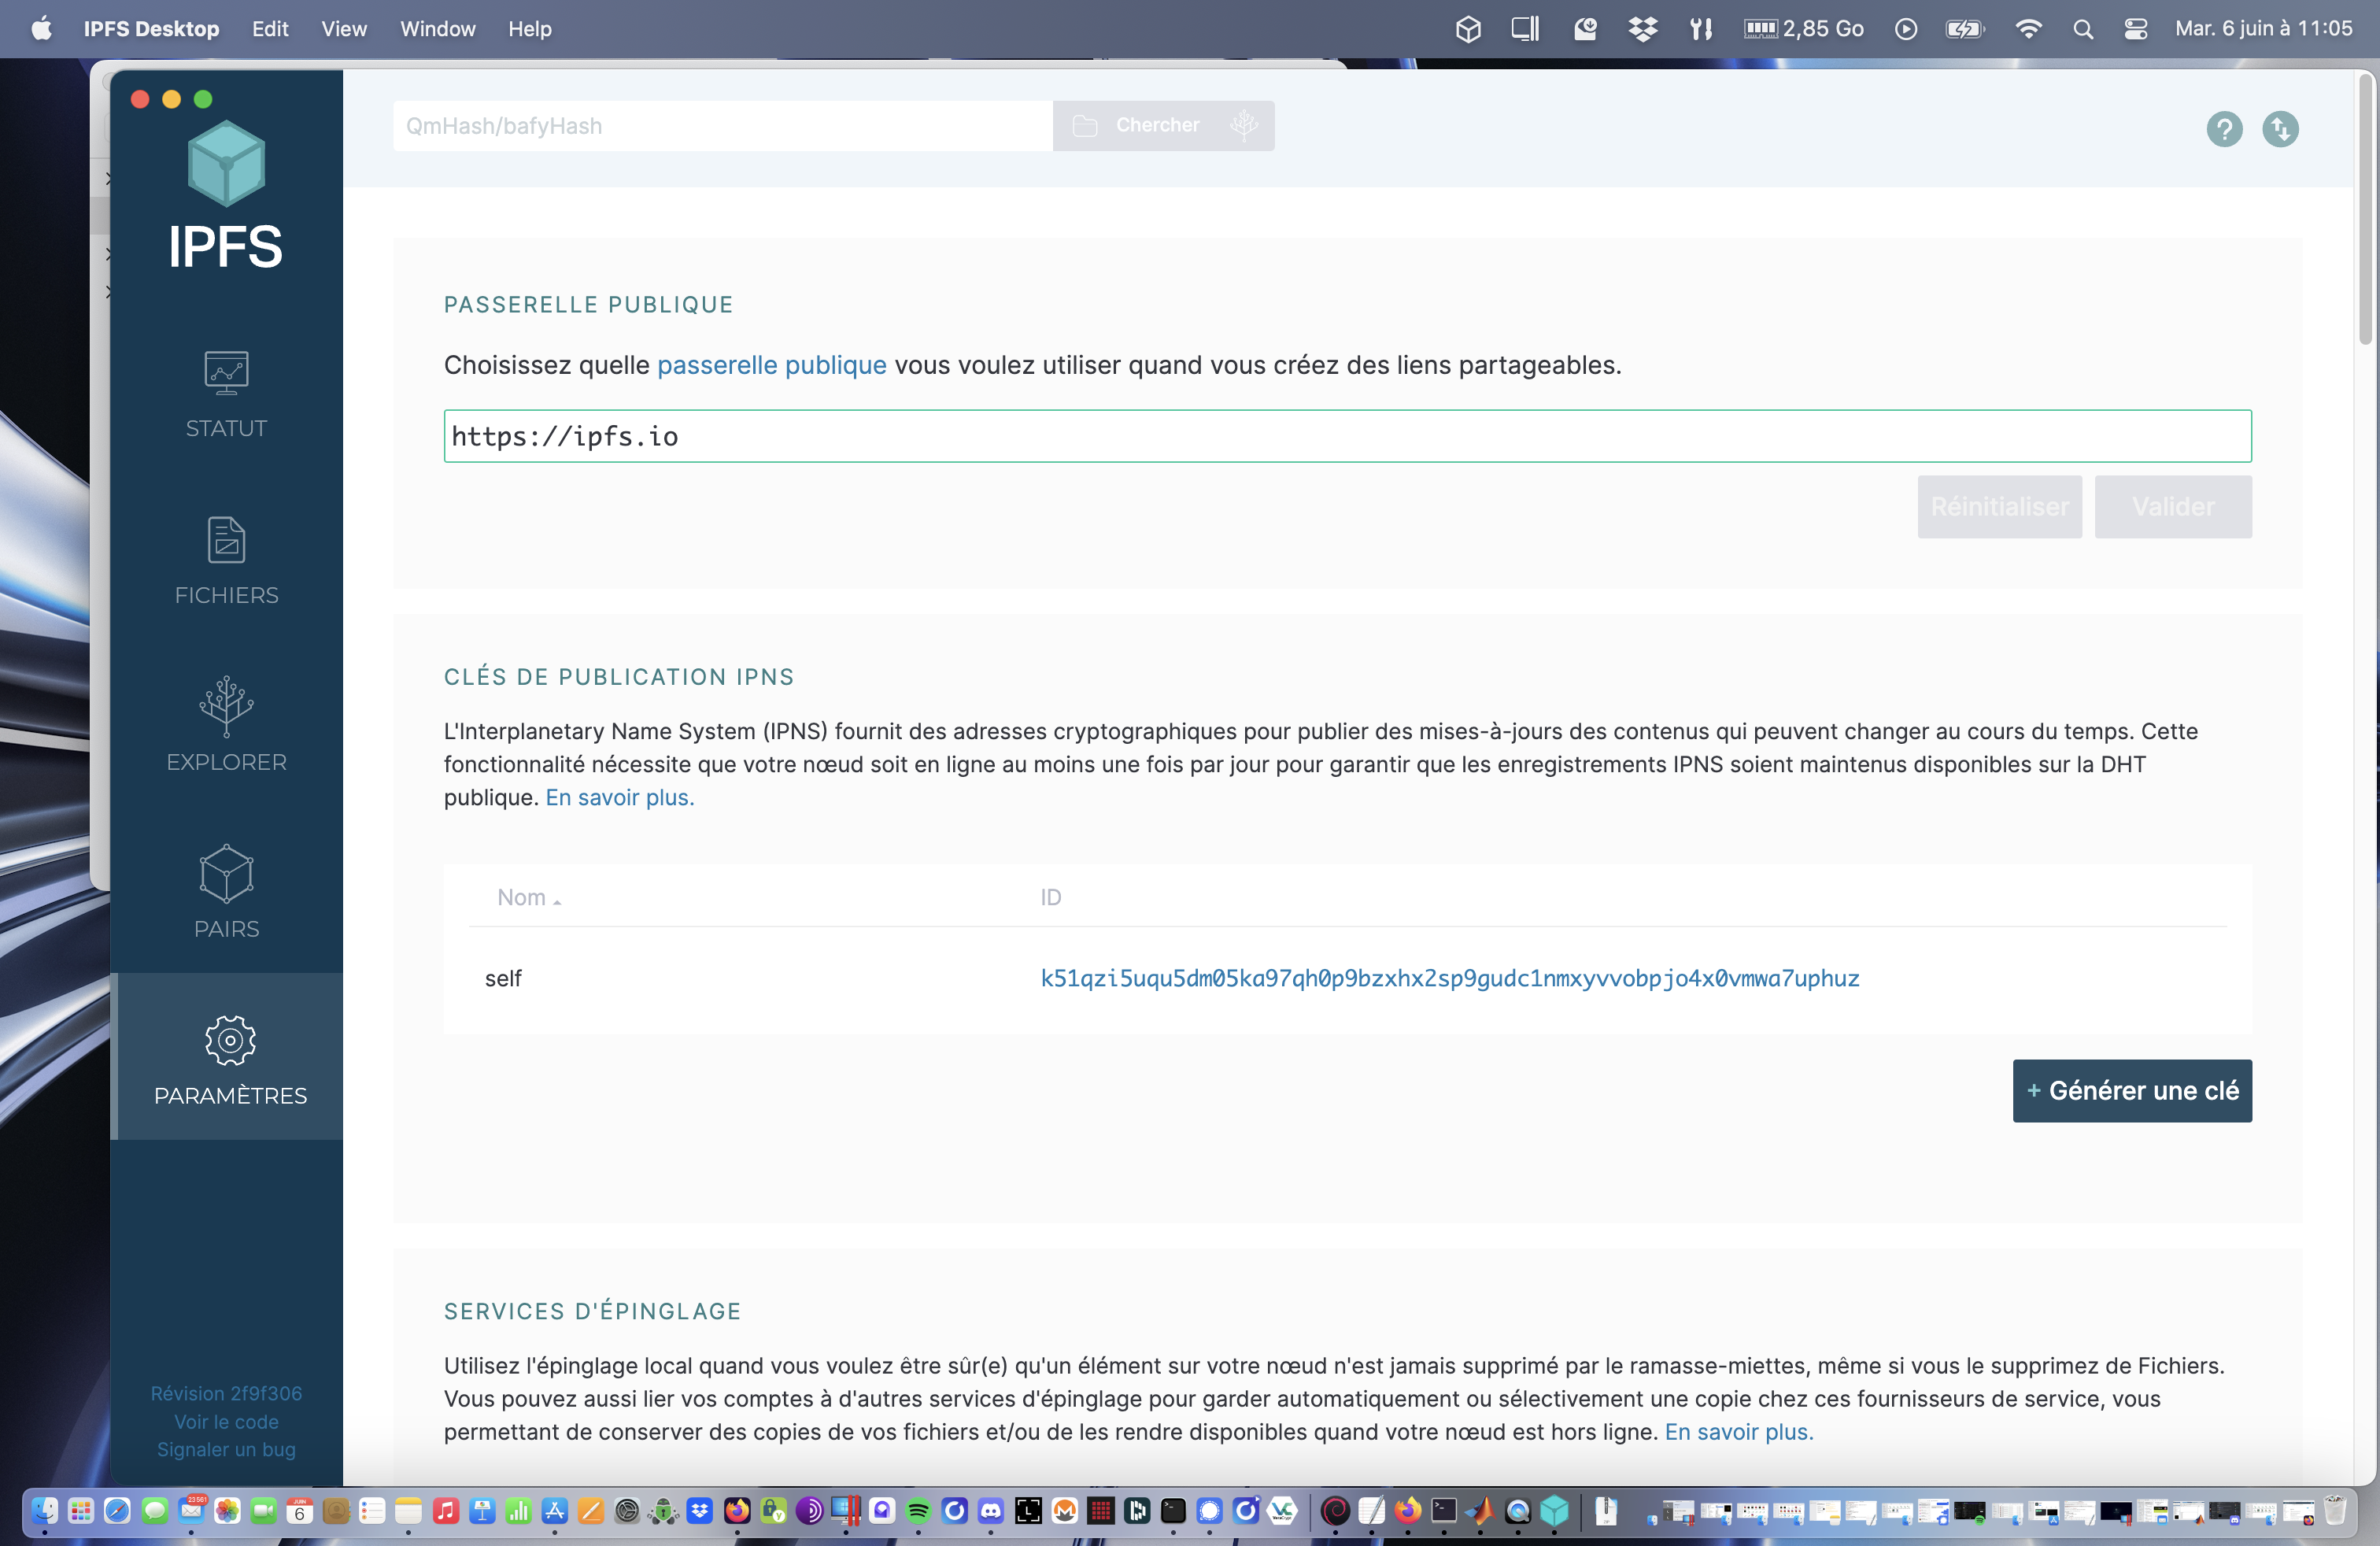 IPFS Desktop Edit View Window Help 2,85 Go Mar. 6 juin à 11:05
QmHash/bafyHash Chercher
IPFS
STATUT
FICHIERS
EXPLORER
PAIRS
PARAMÈTRES
Révision 2f9f306
Voir le code
Signaler un bug
PASSERELLE PUBLIQUE
Choisissez quelle passerelle publique vous voulez utiliser quand vous créez des liens partageables.
https://ipfs.io
Réinitialiser Valider
CLÉS DE PUBLICATION IPNS
L'Interplanetary Name System (IPNS) fournit des adresses cryptographiques pour publier des mises-à-jours des contenus qui peuvent changer au cours du temps. Cette
fonctionnalité nécessite que votre nœud soit en ligne au moins une fois par jour pour garantir que les enregistrements IPNS soient maintenus disponibles sur la DHT
publique. En savoir plus.
Nom ID
self k51qzi5uqu5dm05ka97qh0p9bzxhx2sp9gudc1nmxyvvobpjo4x0vmwa7uphuz
+ Générer une clé
SERVICES D'ÉPINGLAGE
Utilisez l'épinglage local quand vous voulez être sûr(e) qu'un élément sur votre nœud n'est jamais supprimé par le ramasse-miettes, même si vous le supprimez de Fichiers.
Vous pouvez aussi lier vos comptes à d'autres services d'épinglage pour garder automatiquement ou sélectivement une copie chez ces fournisseurs de service, vous
permettant de conserver des copies de vos fichiers et/ou de les rendre disponibles quand votre nœud est hors ligne. En savoir plus.
23 561
JUIN
6